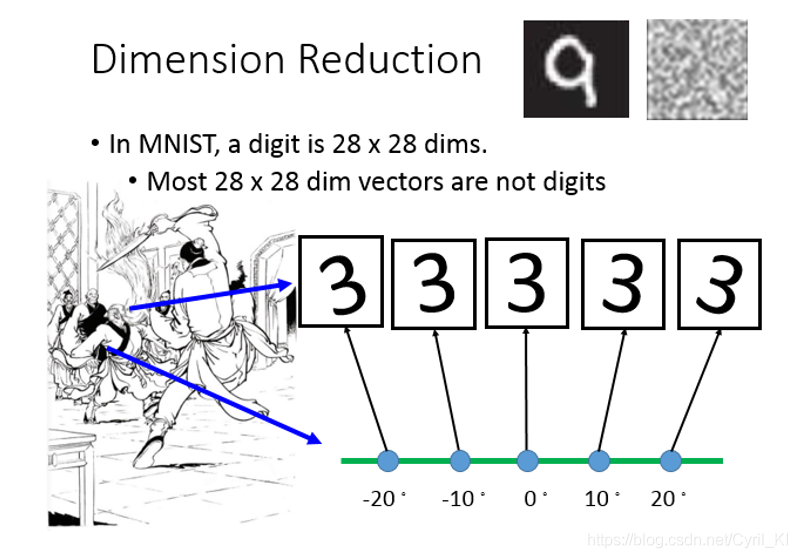 Dimension Reduction
9
• In MNIST, a digit is 28 x 28 dims.
• Most 28 x 28 dim vectors are not digits
3 3 3 3 3
-20° -10° 0° 10° 20°
https://blog.csdn.net/Cyril_KI